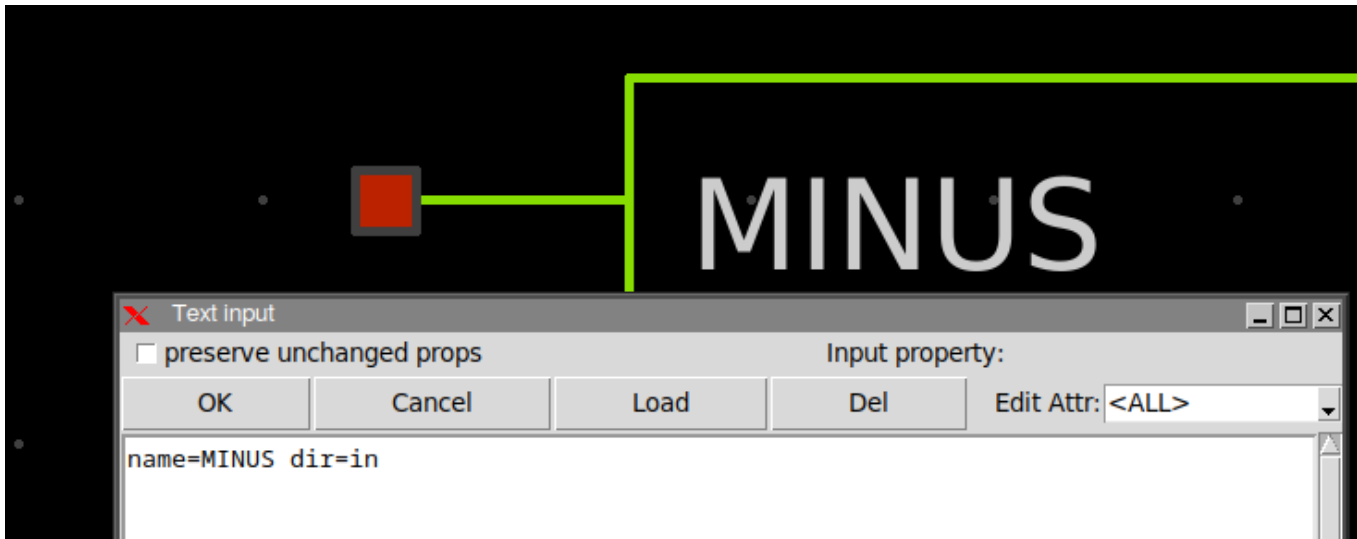 MINUS
Text input
preserve unchanged props Input property:
OK Cancel Load Del Edit Attr: <ALL>
name=MINUS dir=in